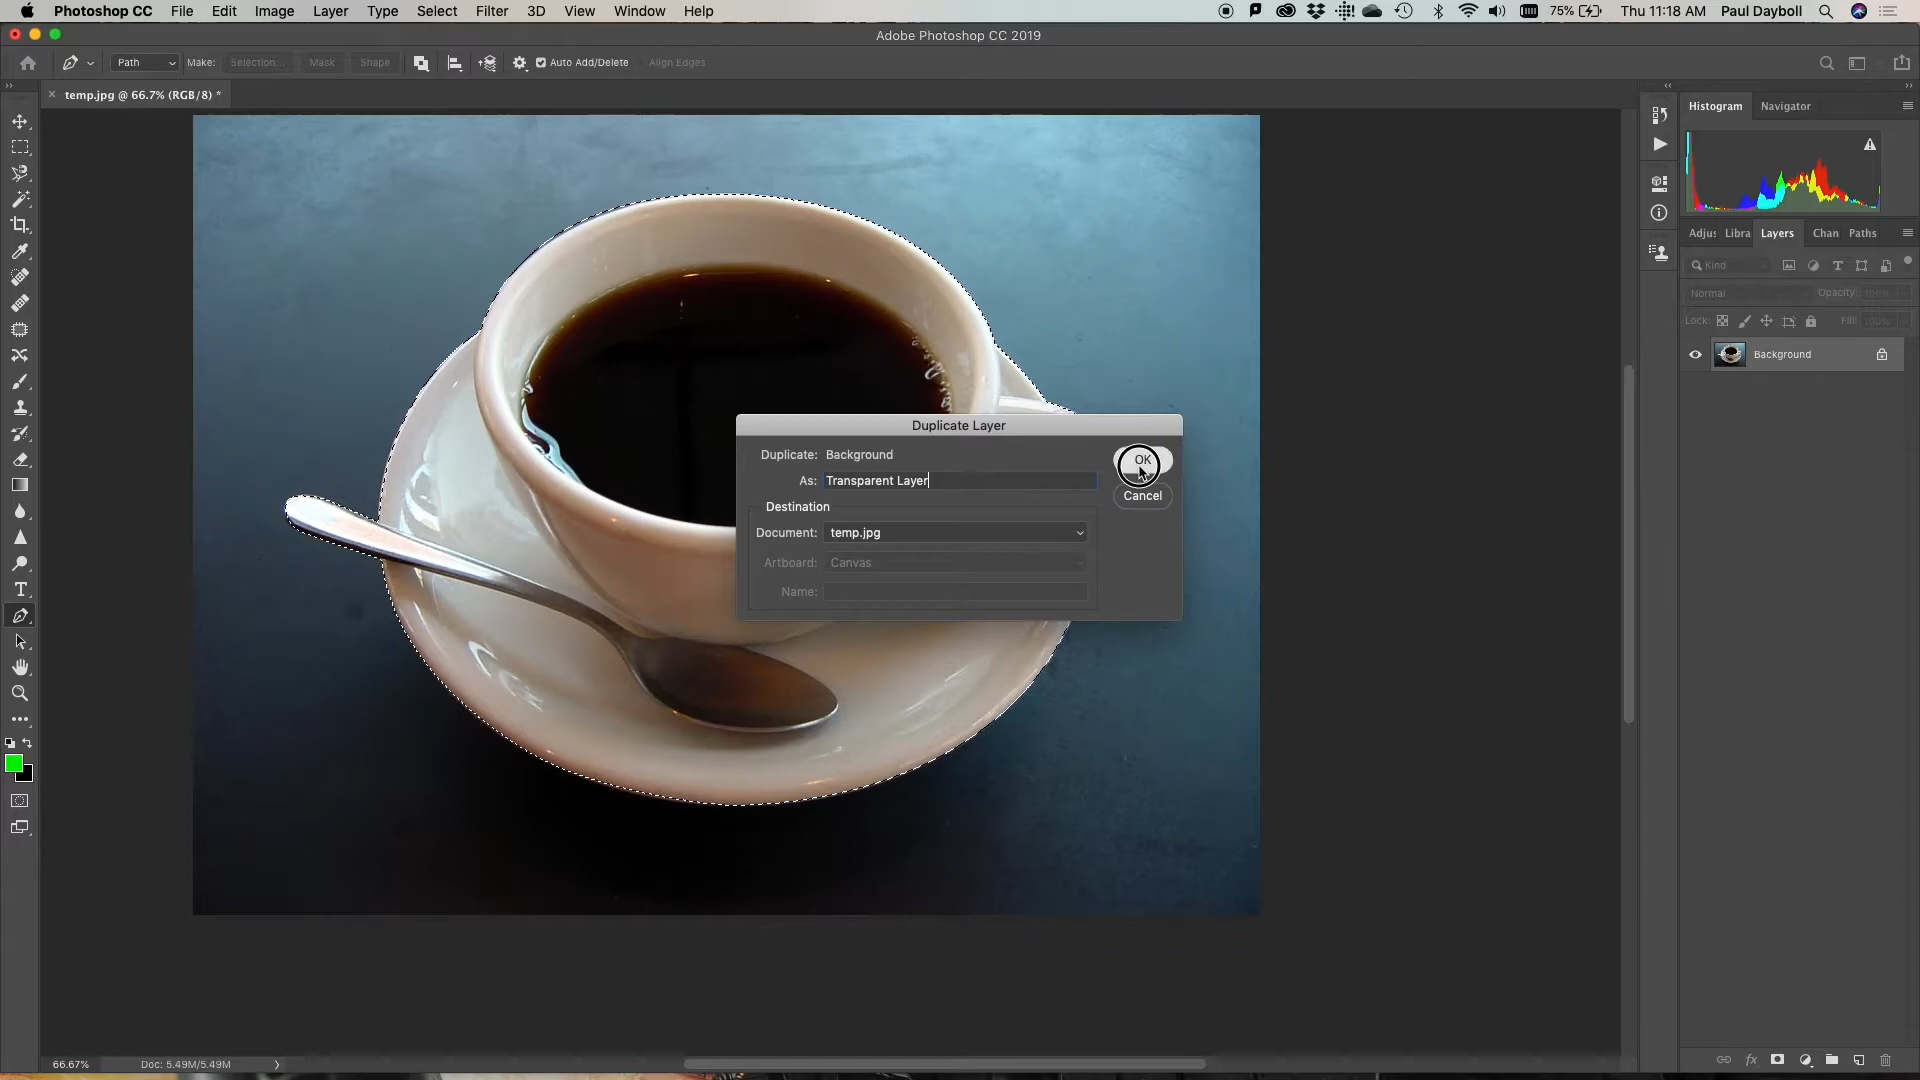 Photoshop CC File Edit Image Layer Type Select Filter 3D View Window Help 75% Thu 11:18 AM Paul Dayboll
Adobe Photoshop CC 2019
Path Make: Selection... Mask Shape Auto Add/Delete Align Edges
temp.jpg @ 66.7% (RGB/8) *
Histogram Navigator
Adjus Libra Layers Chan Paths
Kind
Normal Opacity: 100%
Lock: Fill: 100%
Background
Duplicate Layer
Duplicate: Background
OK
As: Transparent Layer
Cancel
Destination
Document: temp.jpg
Artboard: Canvas
Name:
66.67% Doc: 5.49M/5.49M